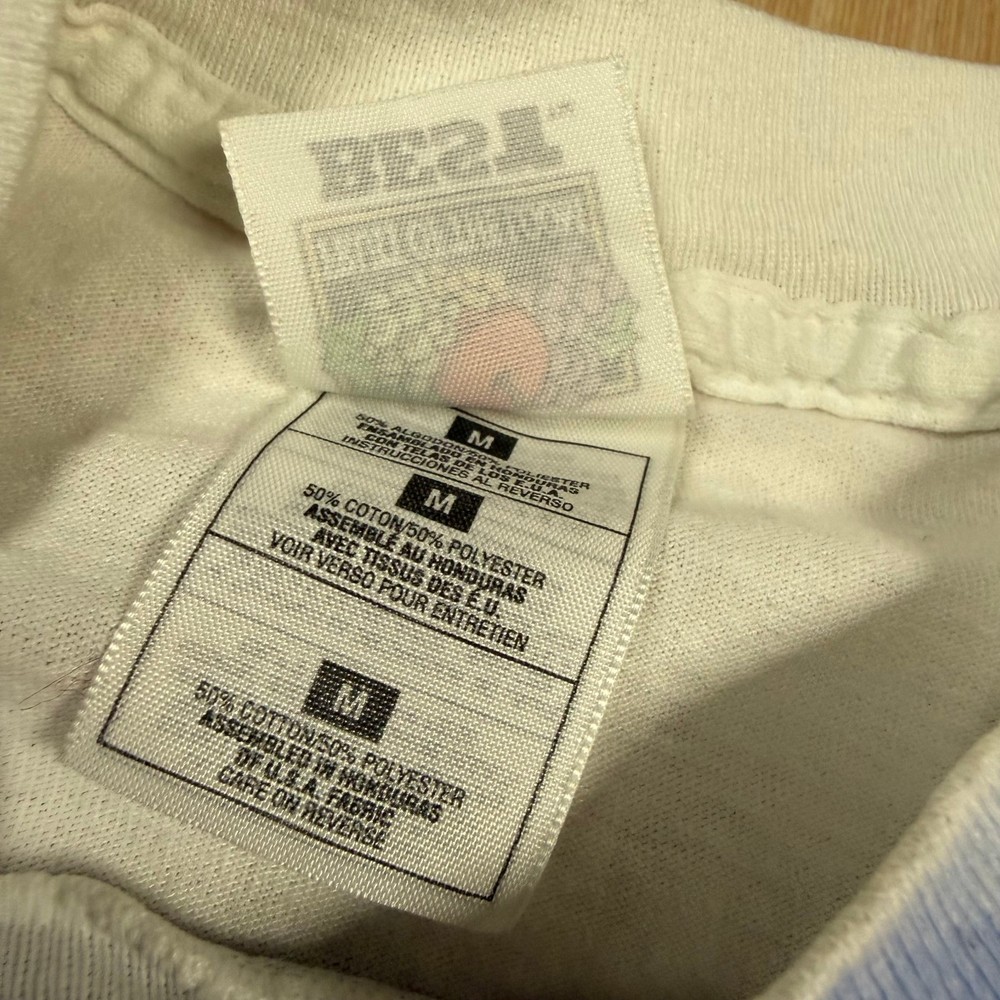 BEST
M
50% ALGODON/50% POLIESTER
ENSAMBLADO EN HONDURAS
CON TELAS DE LOS E.U.A.
INSTRUCCIONES AL REVERSO
M
50% COTON/50% POLYESTER
ASSEMBLÉ AU HONDURAS
AVEC TISSUS DES É.U.
VOIR VERSO POUR ENTRETIEN
M
50% COTTON/50% POLYESTER
ASSEMBLED IN HONDURAS
OF U.S.A. FABRIC
CARE ON REVERSE